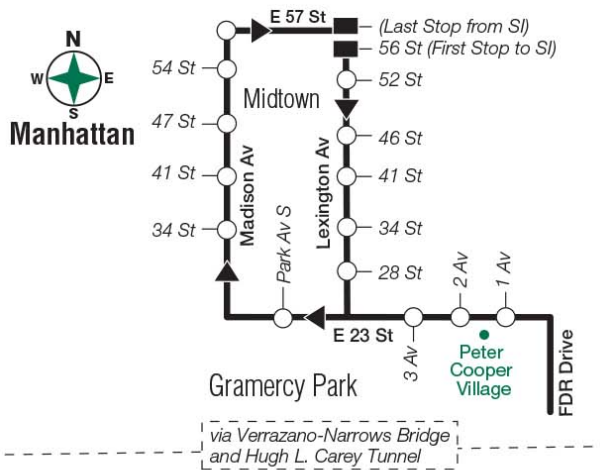 E 57 St
(Last Stop from SI)
56 St (First Stop to SI)
N
W
E
S
Manhattan
54 St
52 St
Midtown
47 St
46 St
Madison Av
Lexington Av
41 St
41 St
34 St
34 St
Park Av S
28 St
2 Av
1 Av
E 23 St
3 Av
Peter
Cooper
Village
FDR Drive
Gramercy Park
via Verrazano-Narrows Bridge
and Hugh L. Carey Tunnel